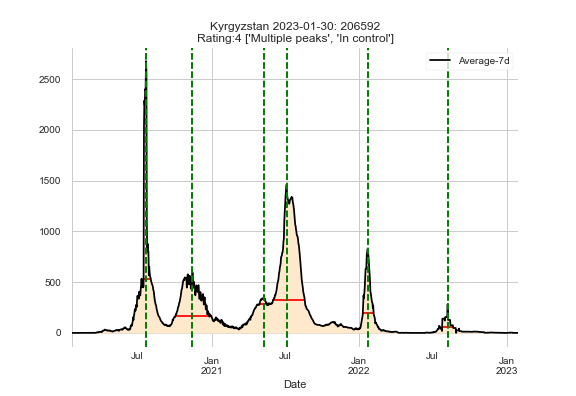 Kyrgyzstan 2023-01-30: 206592
Rating:4 ['Multiple peaks', 'In control']
Average-7d
2500
2000
1500
1000
500
0
Jul
Jan
2021
Jul
Jan
2022
Jul
Jan
2023
Date